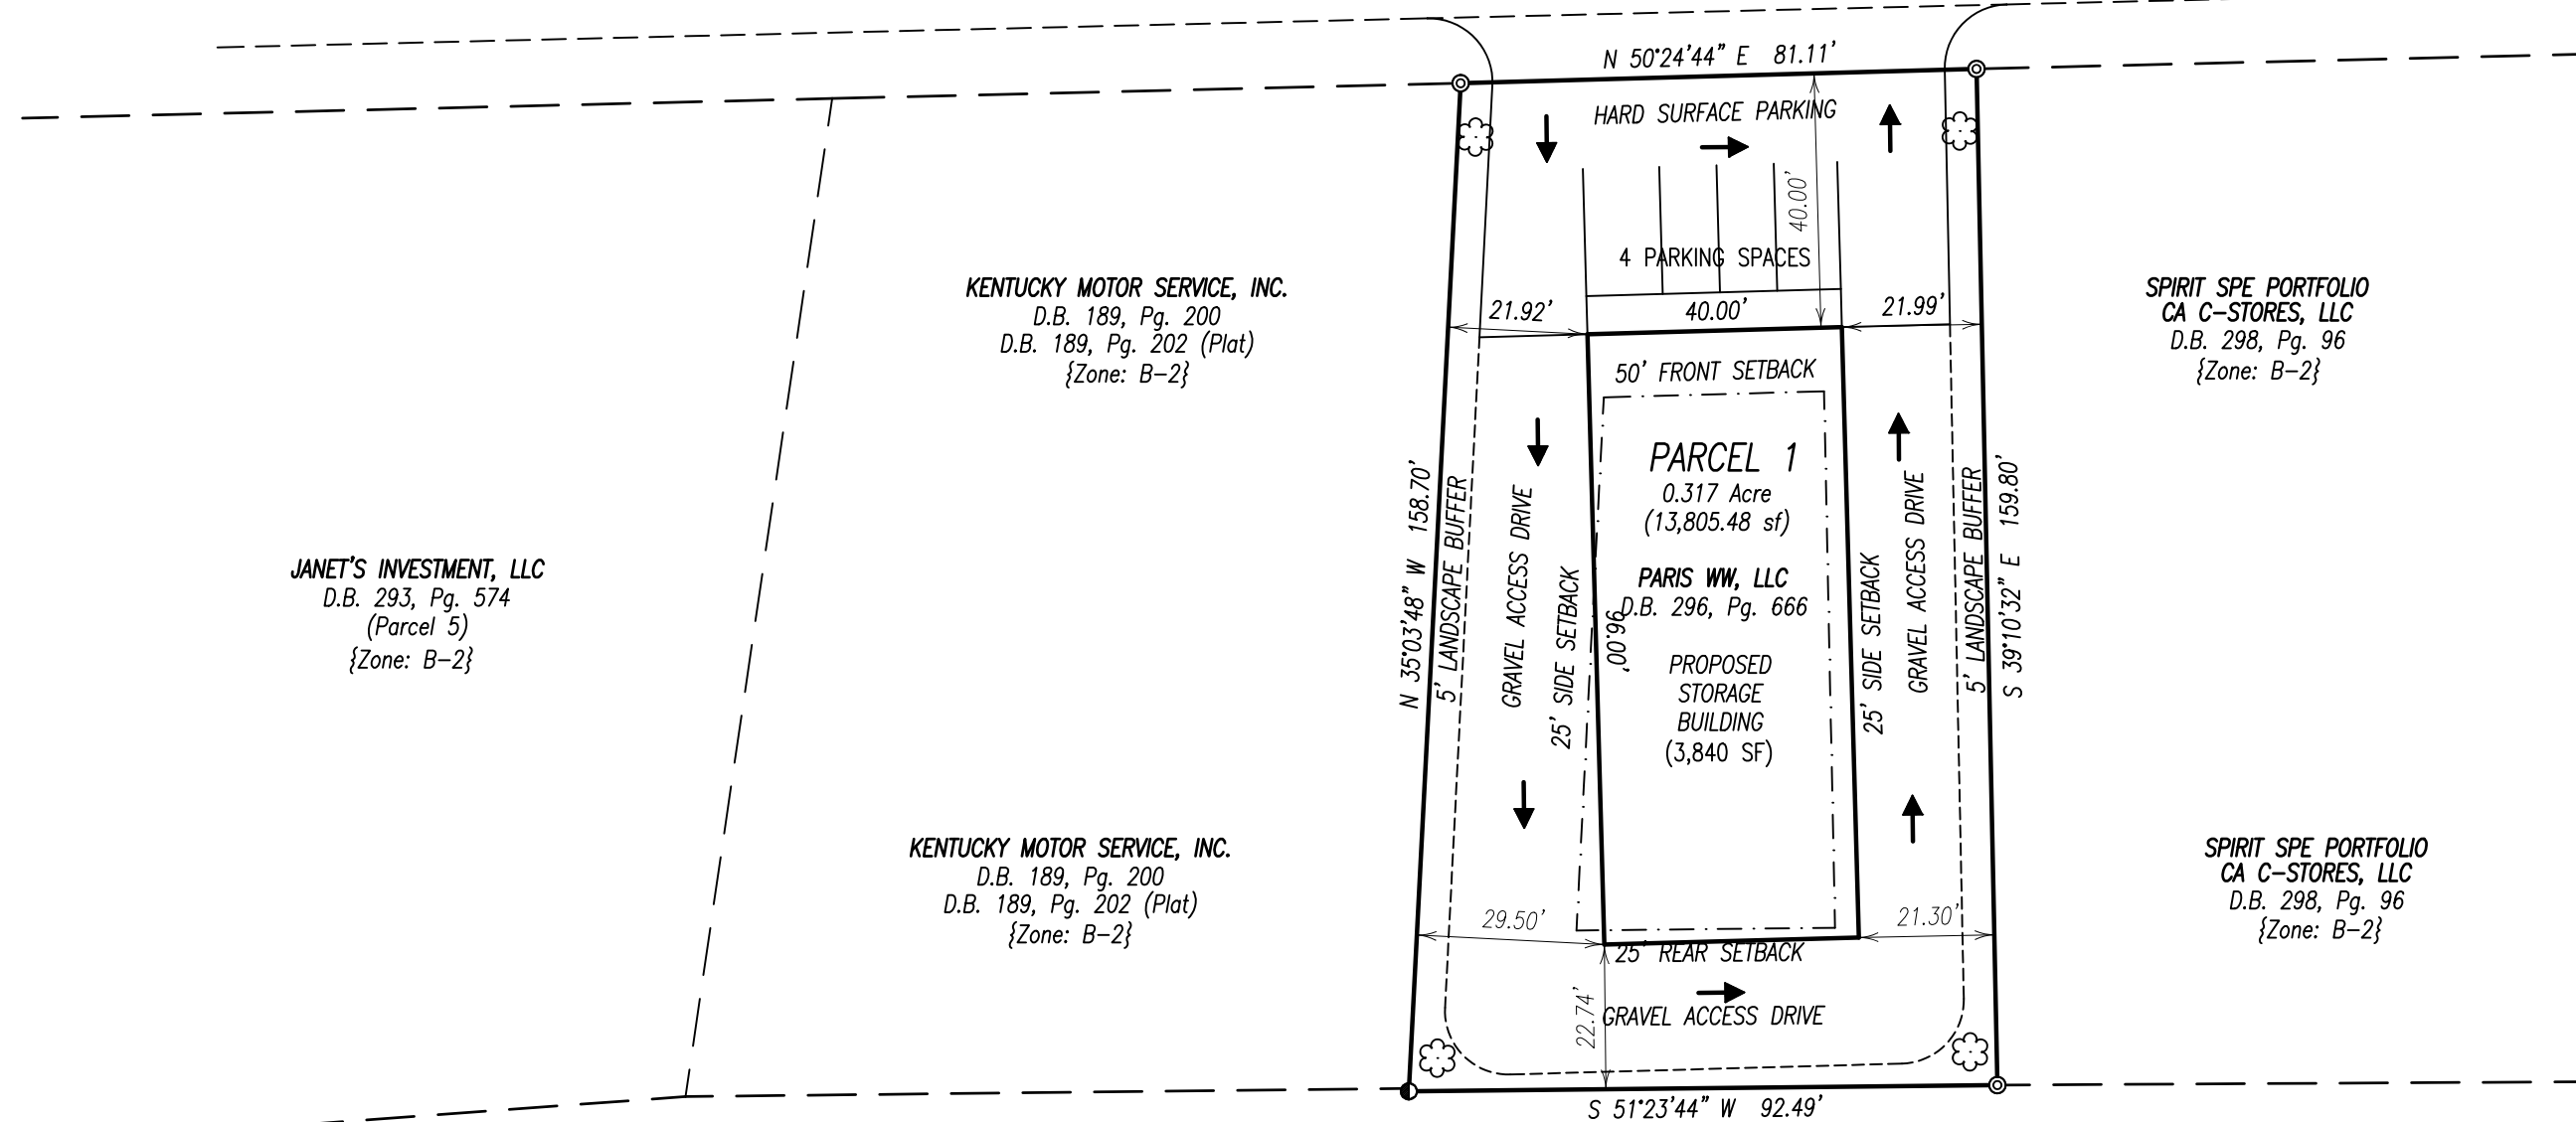 N 50°24'44" E 81.11'
HARD SURFACE PARKING
40.00'
4 PARKING SPACES
21.92'
40.00'
21.99'
50' FRONT SETBACK
PARCEL 1
0.317 Acre
(13,805.48 sf)
PARIS WW, LLC
D.B. 296, Pg. 666
96.00'
PROPOSED
STORAGE
BUILDING
(3,840 SF)
N 35°03'48" W 158.70'
5' LANDSCAPE BUFFER
GRAVEL ACCESS DRIVE
25' SIDE SETBACK
25' SIDE SETBACK
GRAVEL ACCESS DRIVE
5' LANDSCAPE BUFFER
S 39°10'32" E 159.80'
29.50'
21.30'
25' REAR SETBACK
22.74'
GRAVEL ACCESS DRIVE
S 51°23'44" W 92.49'
KENTUCKY MOTOR SERVICE, INC.
D.B. 189, Pg. 200
D.B. 189, Pg. 202 (Plat)
{Zone: B-2}
SPIRIT SPE PORTFOLIO
CA C-STORES, LLC
D.B. 298, Pg. 96
{Zone: B-2}
JANET'S INVESTMENT, LLC
D.B. 293, Pg. 574
(Parcel 5)
{Zone: B-2}
KENTUCKY MOTOR SERVICE, INC.
D.B. 189, Pg. 200
D.B. 189, Pg. 202 (Plat)
{Zone: B-2}
SPIRIT SPE PORTFOLIO
CA C-STORES, LLC
D.B. 298, Pg. 96
{Zone: B-2}